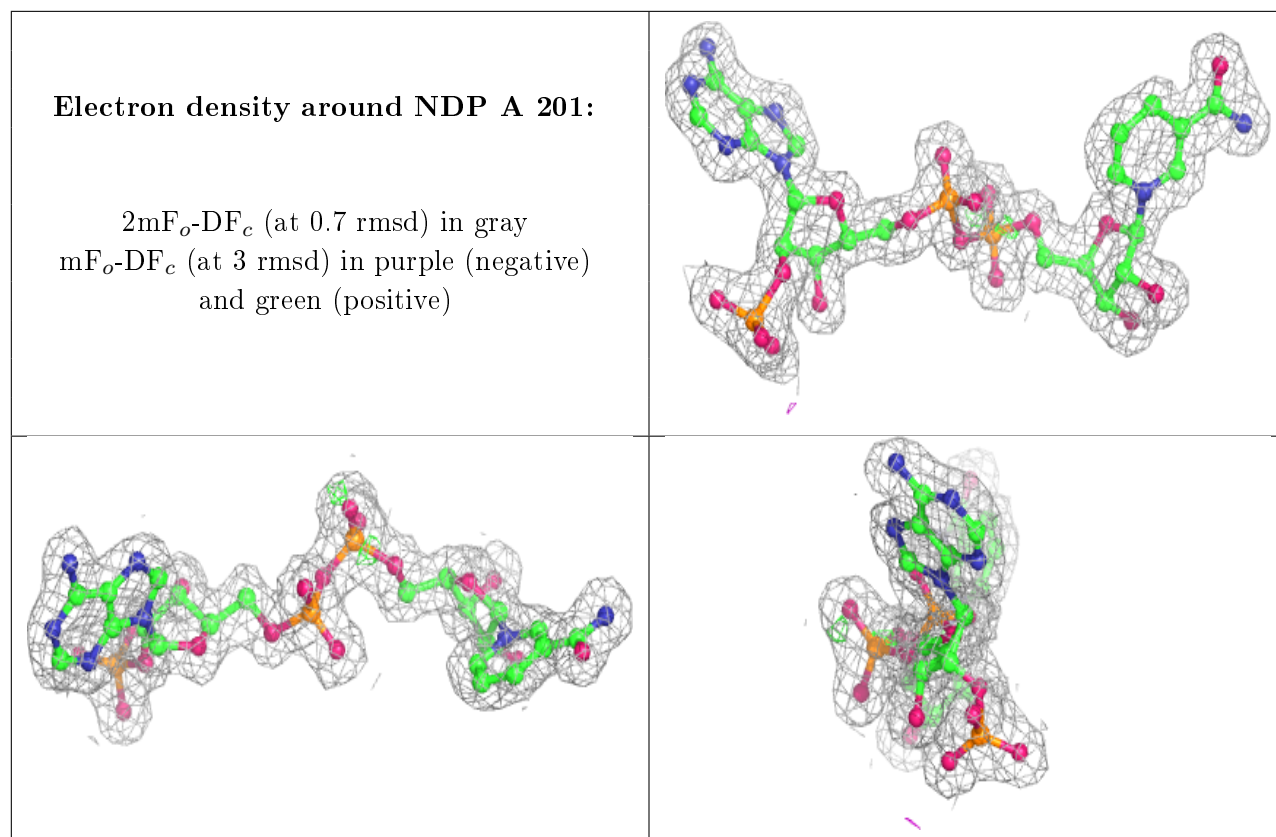 Electron density around NDP A 201:
2mFₒ-DF𝒸 (at 0.7 rmsd) in gray
mFₒ-DF𝒸 (at 3 rmsd) in purple (negative)
and green (positive)